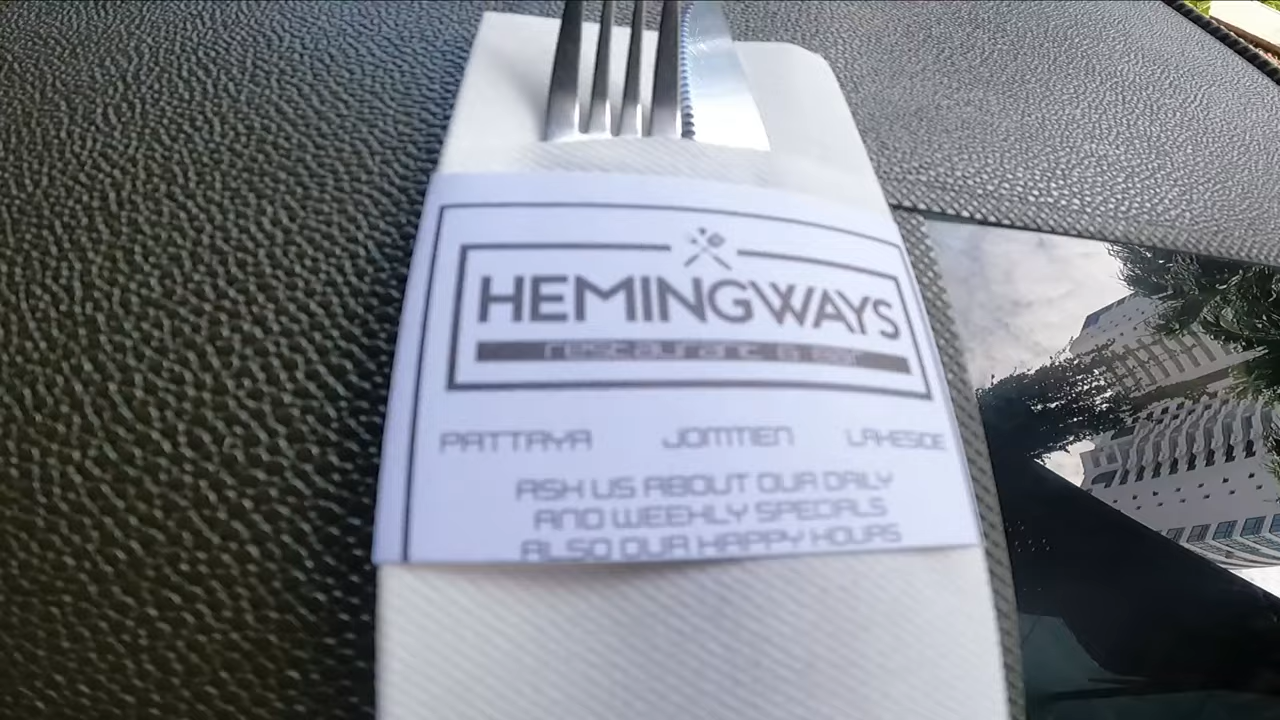 HEMINGWAYS
restaurant & bar
PATTAYA JOMTIEN LAKESIDE
ASK US ABOUT OUR DAILY
AND WEEKLY SPECIALS
ALSO OUR HAPPY HOURS